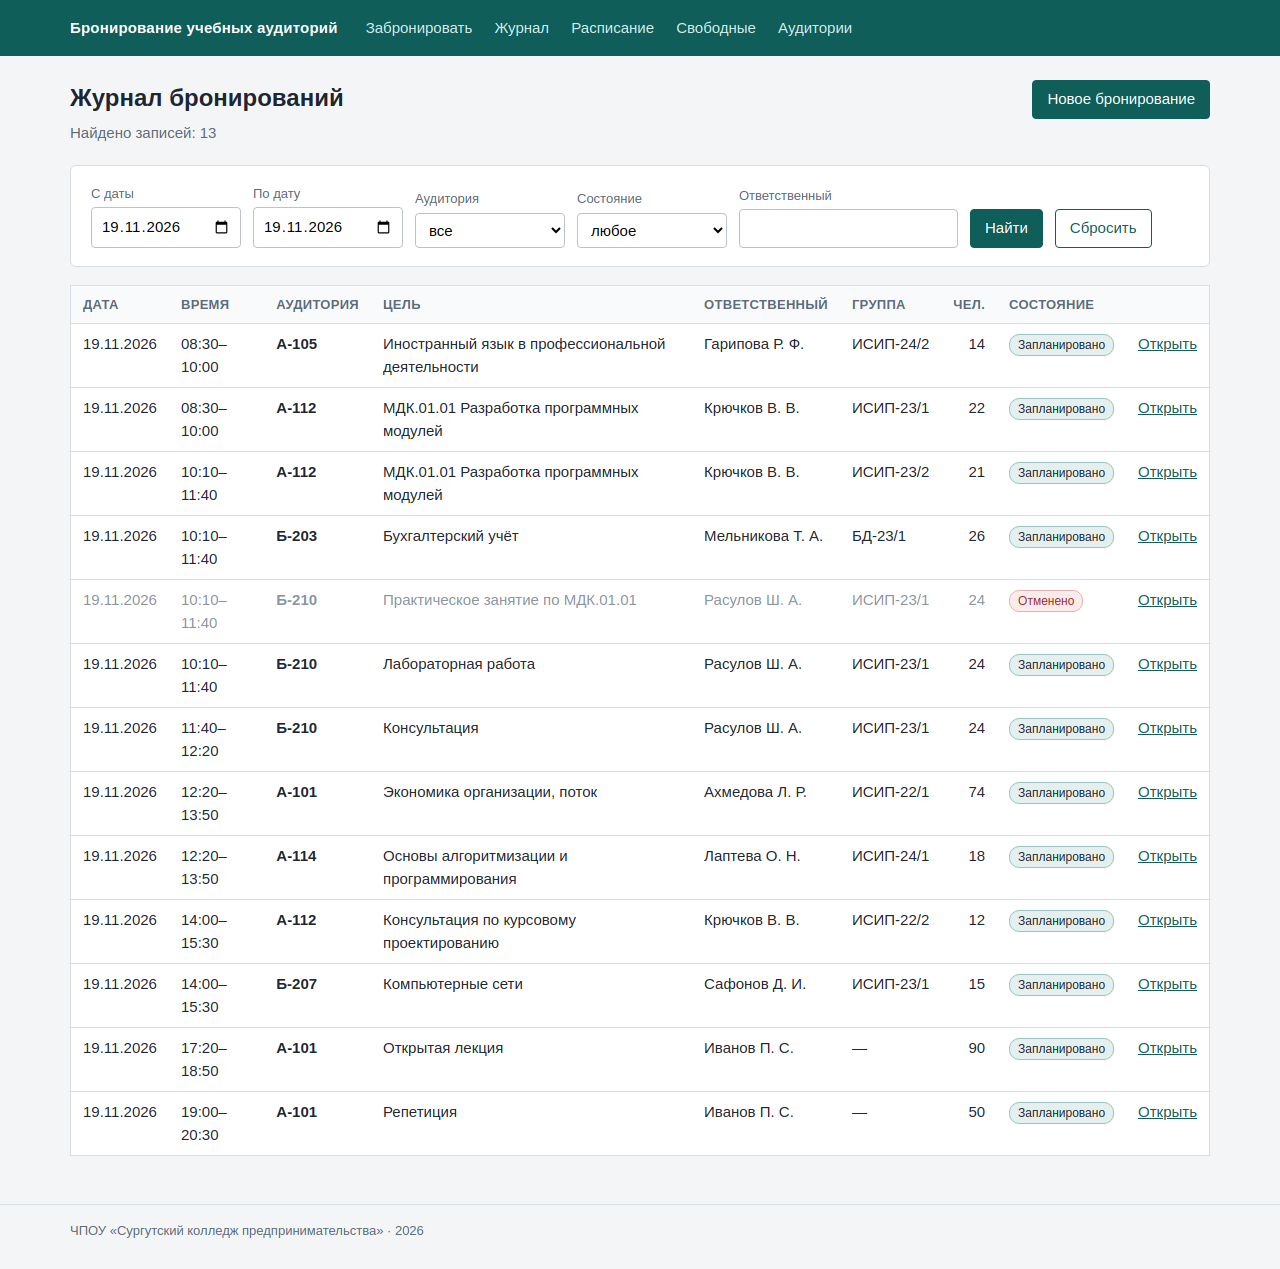 Бронирование учебных аудиторий Забронировать Журнал Расписание Свободные Аудитории
Журнал бронирований
Новое бронирование
Найдено записей: 13
С даты По дату Аудитория Состояние Ответственный
19.11.2026 19.11.2026 все любое Найти Сбросить
ДАТА ВРЕМЯ АУДИТОРИЯ ЦЕЛЬ ОТВЕТСТВЕННЫЙ ГРУППА ЧЕЛ. СОСТОЯНИЕ
19.11.2026 08:30– А-105 Иностранный язык в профессиональной Гарипова Р. Ф. ИСИП-24/2 14 Запланировано Открыть
10:00 деятельности
19.11.2026 08:30– А-112 МДК.01.01 Разработка программных Крючков В. В. ИСИП-23/1 22 Запланировано Открыть
10:00 модулей
19.11.2026 10:10– А-112 МДК.01.01 Разработка программных Крючков В. В. ИСИП-23/2 21 Запланировано Открыть
11:40 модулей
19.11.2026 10:10– Б-203 Бухгалтерский учёт Мельникова Т. А. БД-23/1 26 Запланировано Открыть
11:40
19.11.2026 10:10– Б-210 Практическое занятие по МДК.01.01 Расулов Ш. А. ИСИП-23/1 24 Отменено Открыть
11:40
19.11.2026 10:10– Б-210 Лабораторная работа Расулов Ш. А. ИСИП-23/1 24 Запланировано Открыть
11:40
19.11.2026 11:40– Б-210 Консультация Расулов Ш. А. ИСИП-23/1 24 Запланировано Открыть
12:20
19.11.2026 12:20– А-101 Экономика организации, поток Ахмедова Л. Р. ИСИП-22/1 74 Запланировано Открыть
13:50
19.11.2026 12:20– А-114 Основы алгоритмизации и Лаптева О. Н. ИСИП-24/1 18 Запланировано Открыть
13:50 программирования
19.11.2026 14:00– А-112 Консультация по курсовому Крючков В. В. ИСИП-22/2 12 Запланировано Открыть
15:30 проектированию
19.11.2026 14:00– Б-207 Компьютерные сети Сафонов Д. И. ИСИП-23/1 15 Запланировано Открыть
15:30
19.11.2026 17:20– А-101 Открытая лекция Иванов П. С. — 90 Запланировано Открыть
18:50
19.11.2026 19:00– А-101 Репетиция Иванов П. С. — 50 Запланировано Открыть
20:30
ЧПОУ «Сургутский колледж предпринимательства» · 2026